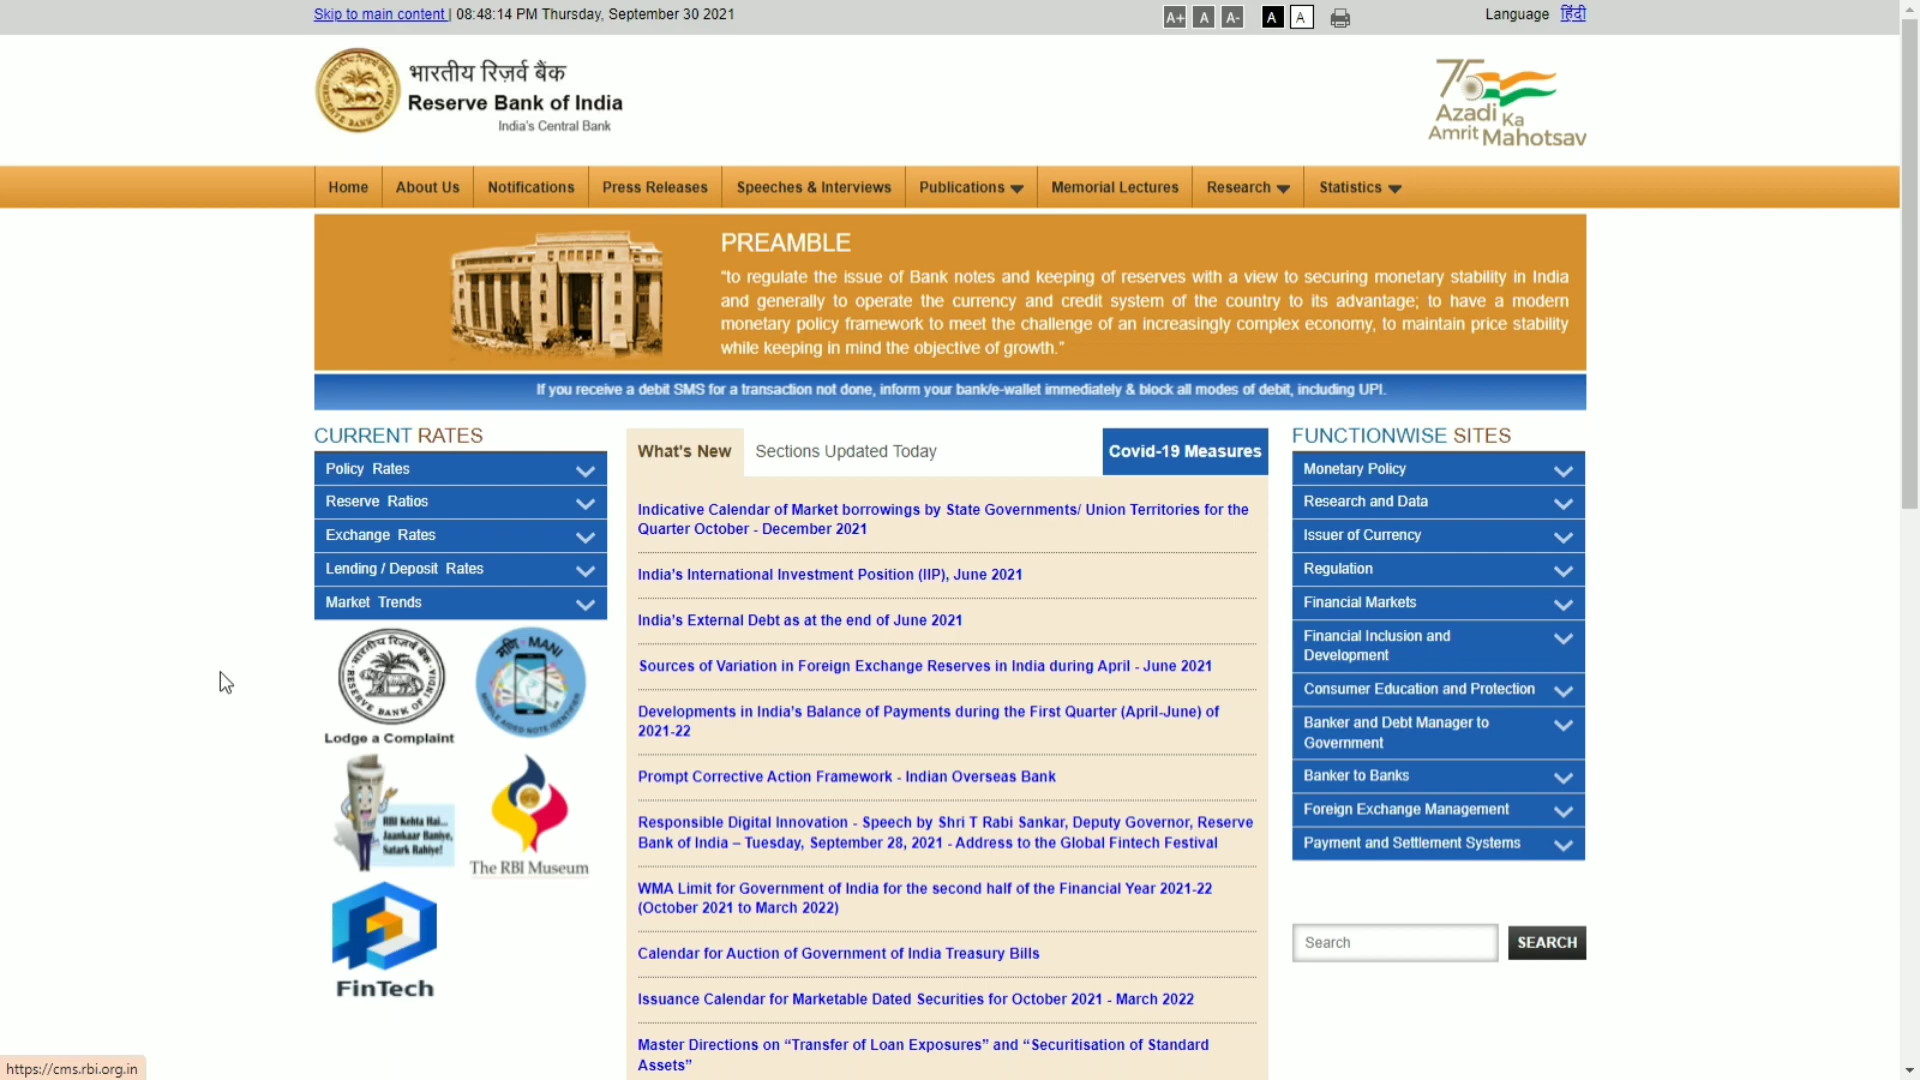 Skip to main content | 08:48:14 PM Thursday, September 30 2021
A+ A A- A A
Language हिंदी
भारतीय रिज़र्व बैंक
Reserve Bank of India
India's Central Bank
75
Azadi Ka
Amrit Mahotsav
Home About Us Notifications Press Releases Speeches & Interviews Publications Memorial Lectures Research Statistics
PREAMBLE
"to regulate the issue of Bank notes and keeping of reserves with a view to securing monetary stability in India
and generally to operate the currency and credit system of the country to its advantage; to have a modern
monetary policy framework to meet the challenge of an increasingly complex economy, to maintain price stability
while keeping in mind the objective of growth."
If you receive a debit SMS for a transaction not done, inform your bank/e-wallet immediately & block all modes of debit, including UPI.
CURRENT RATES
Policy Rates
Reserve Ratios
Exchange Rates
Lending / Deposit Rates
Market Trends
भारतीय रिज़र्व बैंक
RESERVE BANK OF INDIA
Lodge a Complaint
मणि - MANI
MOBILE AIDED NOTE IDENTIFIER
RBI Kehta Hai...
Jaankaar Baniye,
Satark Rahiye!
The RBI Museum
FinTech
What's New Sections Updated Today Covid-19 Measures
Indicative Calendar of Market borrowings by State Governments/ Union Territories for the
Quarter October - December 2021
India's International Investment Position (IIP), June 2021
India's External Debt as at the end of June 2021
Sources of Variation in Foreign Exchange Reserves in India during April - June 2021
Developments in India's Balance of Payments during the First Quarter (April-June) of
2021-22
Prompt Corrective Action Framework - Indian Overseas Bank
Responsible Digital Innovation - Speech by Shri T Rabi Sankar, Deputy Governor, Reserve
Bank of India – Tuesday, September 28, 2021 - Address to the Global Fintech Festival
WMA Limit for Government of India for the second half of the Financial Year 2021-22
(October 2021 to March 2022)
Calendar for Auction of Government of India Treasury Bills
Issuance Calendar for Marketable Dated Securities for October 2021 - March 2022
Master Directions on “Transfer of Loan Exposures” and “Securitisation of Standard
Assets”
FUNCTIONWISE SITES
Monetary Policy
Research and Data
Issuer of Currency
Regulation
Financial Markets
Financial Inclusion and
Development
Consumer Education and Protection
Banker and Debt Manager to
Government
Banker to Banks
Foreign Exchange Management
Payment and Settlement Systems
Search SEARCH
https://cms.rbi.org.in